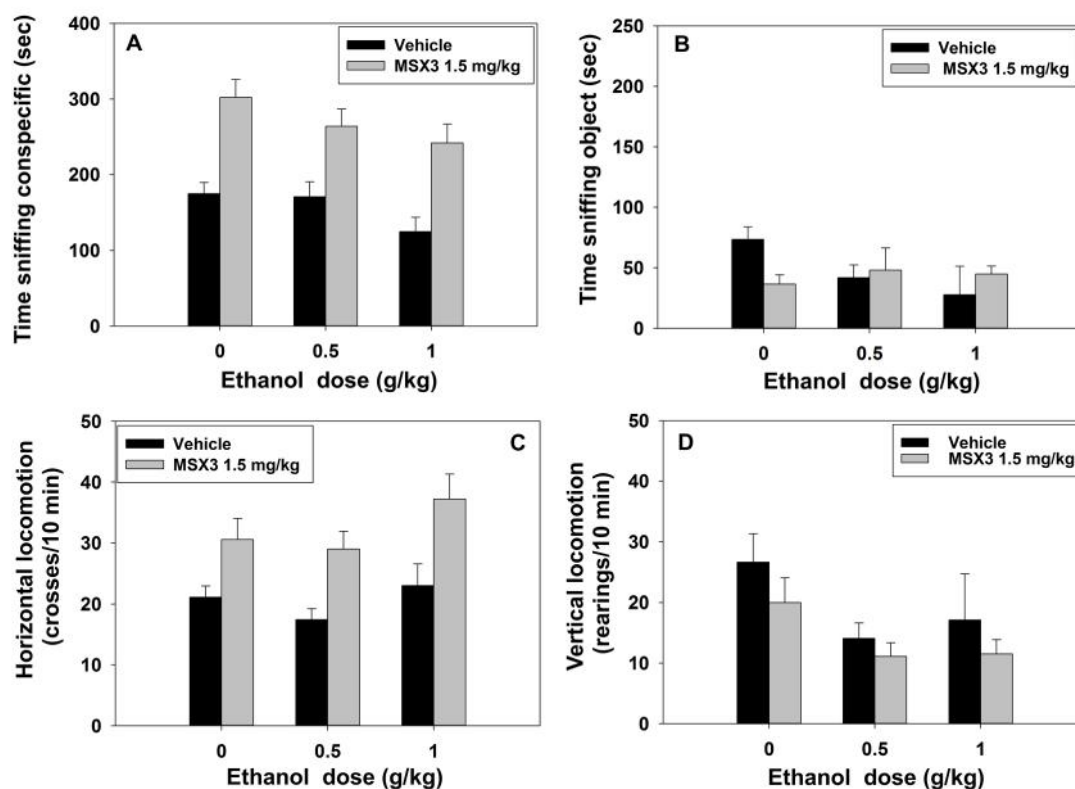 A
Vehicle
MSX3 1.5 mg/kg
Time sniffing conspecific (sec)
400
300
200
100
0
0 0.5 1
Ethanol dose (g/kg)
B
Vehicle
MSX3 1.5 mg/kg
Time sniffing object (sec)
250
200
150
100
50
0
0 0.5 1
Ethanol dose (g/kg)
C
Vehicle
MSX3 1.5 mg/kg
Horizontal locomotion
(crosses/10 min)
50
40
30
20
10
0
0 0.5 1
Ethanol dose (g/kg)
D
Vehicle
MSX3 1.5 mg/kg
Vertical locomotion
(rearings/10 min)
50
40
30
20
10
0
0 0.5 1
Ethanol dose (g/kg)